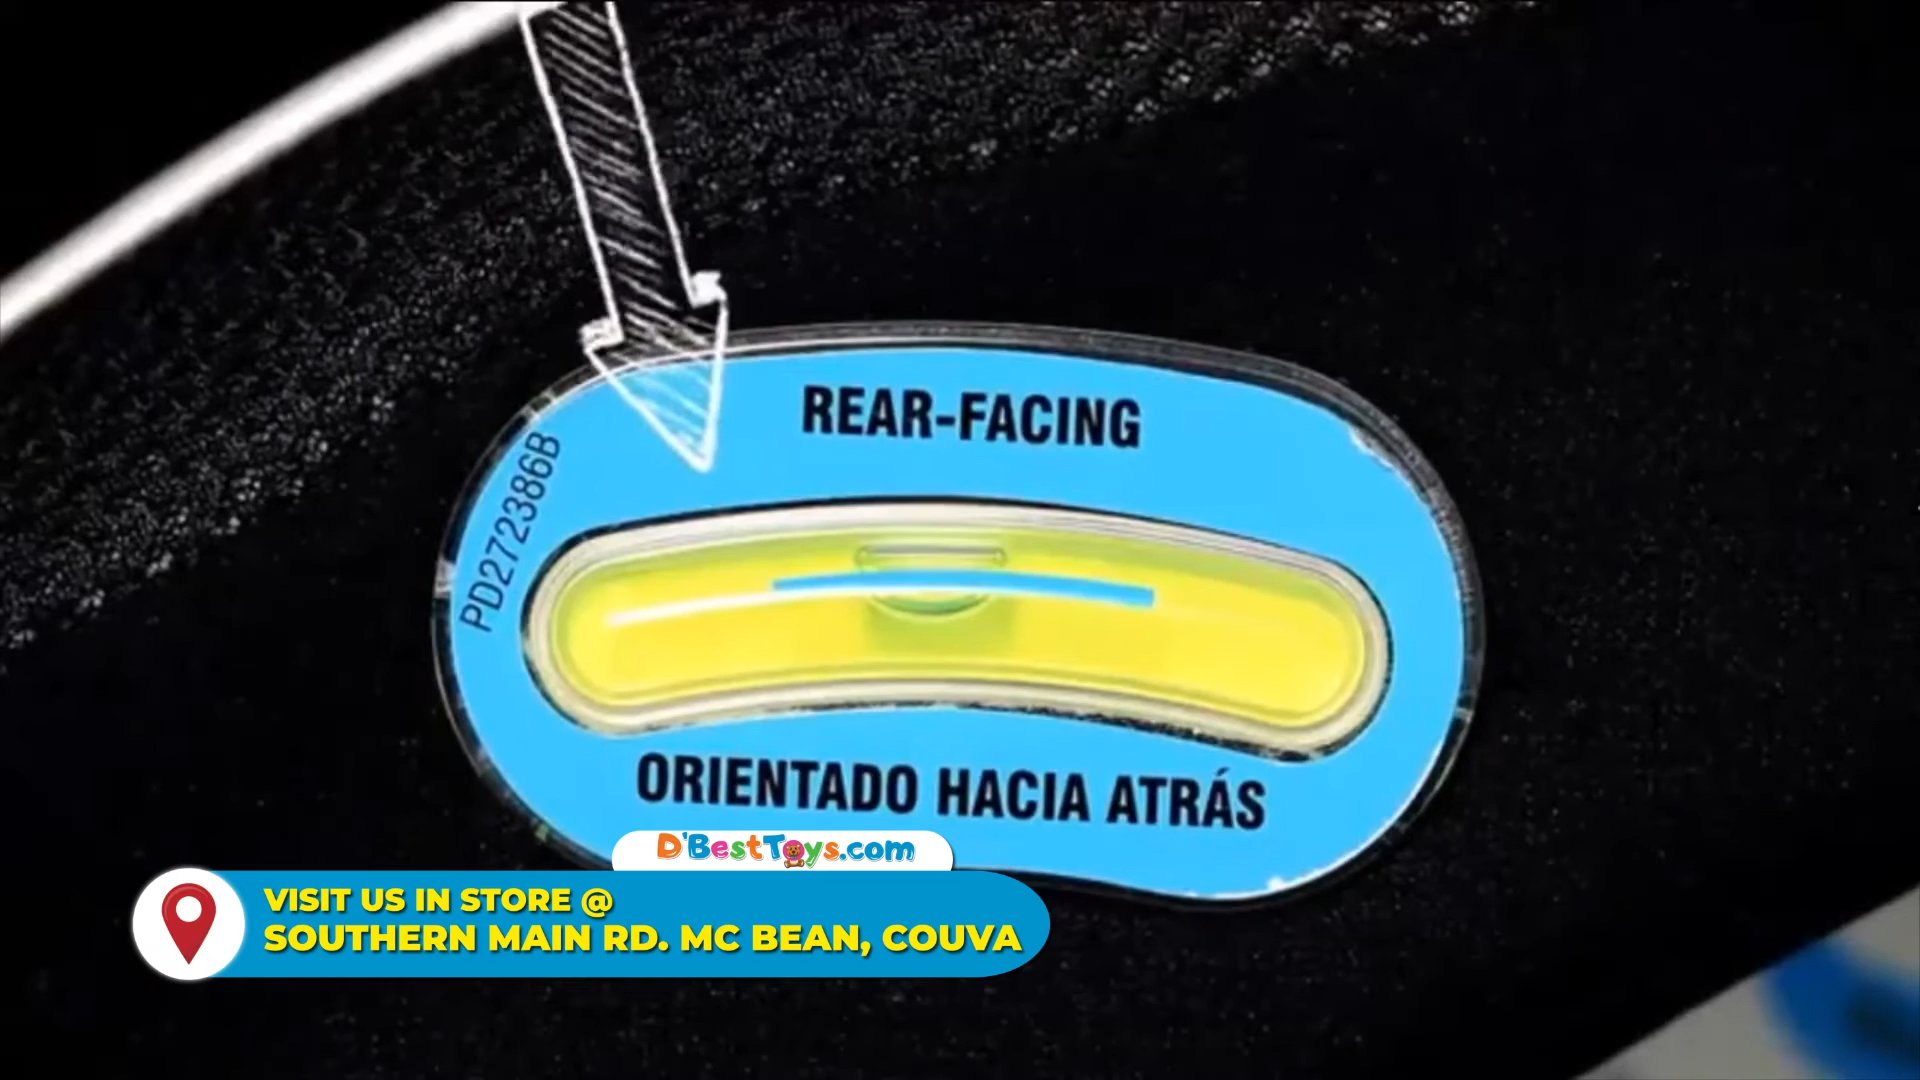 REAR-FACING
PD272386B
ORIENTADO HACIA ATRÁS
D'BestToys.com
VISIT US IN STORE @
SOUTHERN MAIN RD. MC BEAN, COUVA